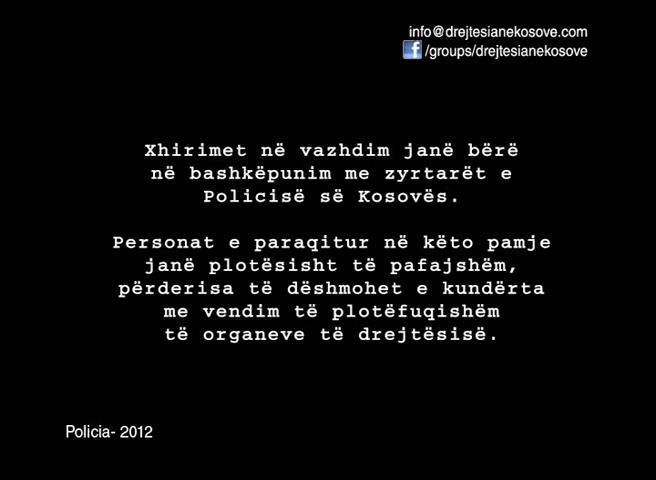 info@drejtesianekosove.com
/groups/drejtesianekosove
Xhirimet në vazhdim janë bërë
në bashkëpunim me zyrtarët e
Policisë së Kosovës.
Personat e paraqitur në këto pamje
janë plotësisht të pafajshëm,
përderisa të dëshmohet e kundërta
me vendim të plotëfuqishëm
të organeve të drejtësisë.
Policia- 2012